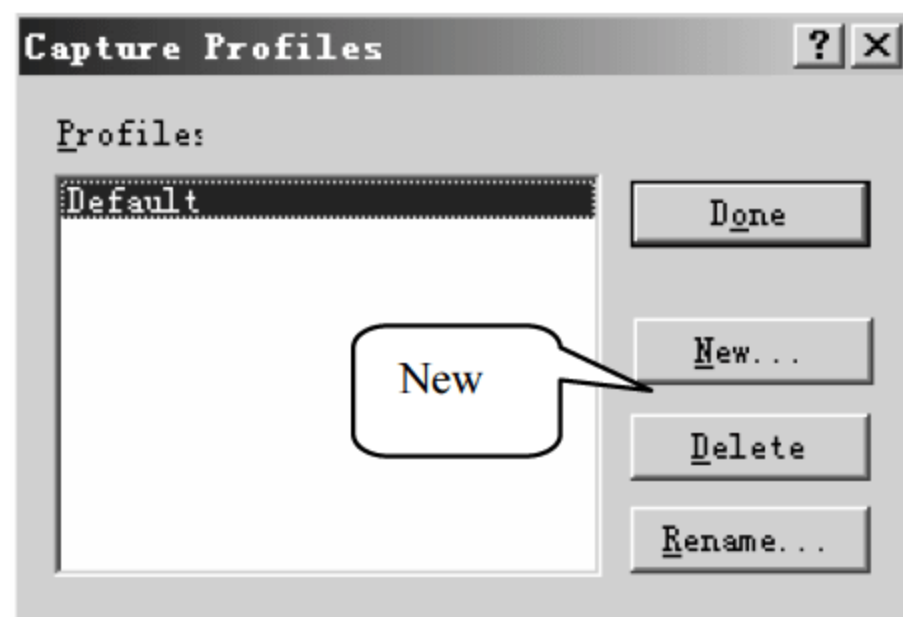 Capture Profiles
Profiles
Default
Done
New
New...
Delete
Rename...